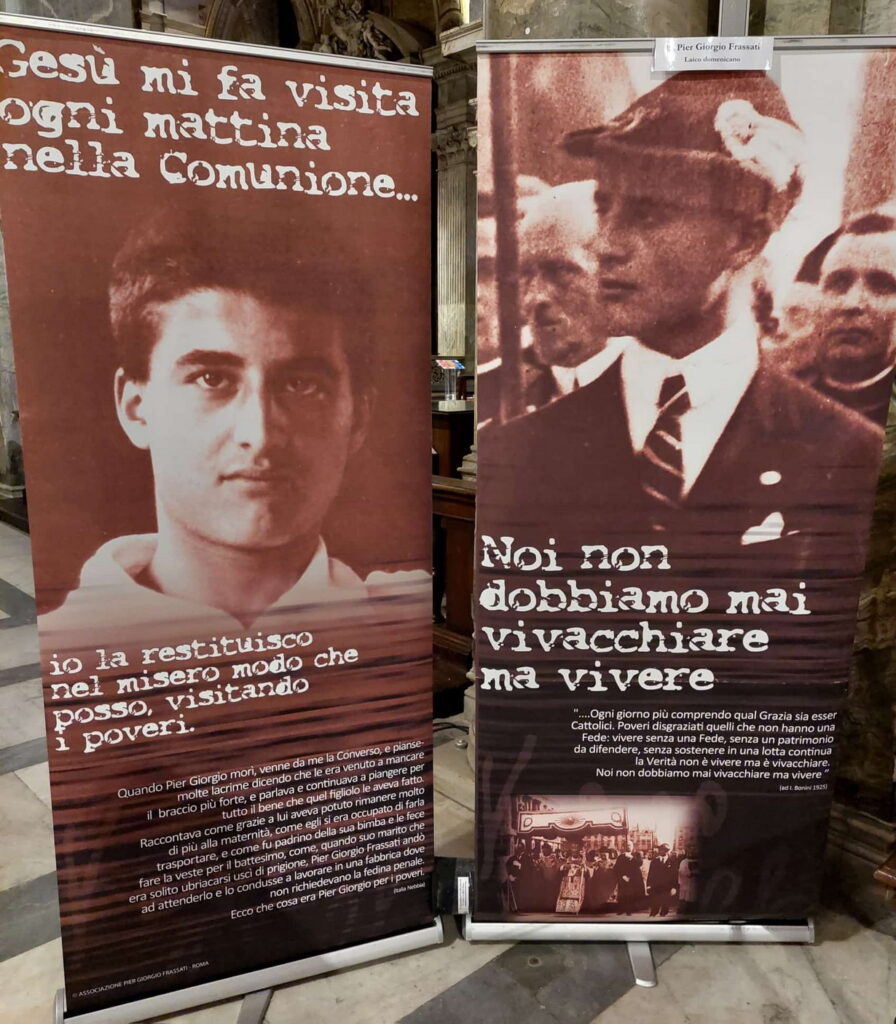 Gesù mi fa visita
ogni mattina
nella Comunione...
io la restituisco
nel misero modo che
posso, visitando
i poveri.
Quando Pier Giorgio morì, venne da me la Converso, e pianse-
molte lacrime dicendo che le era venuto a mancare
il braccio più forte, e parlava e continuava a piangere per
tutto il bene che quel figliolo le aveva fatto.
Raccontava come grazie a lui aveva potuto rimanere molto
di più alla maternità, come egli si era occupato di farla
trasportare, e come fu padrino della sua bimba e le fece
fare la veste per il battesimo, come, quando suo marito che
era solito ubriacarsi uscì di prigione, Pier Giorgio Frassati andò
ad attenderlo e lo condusse a lavorare in una fabbrica dove
non richiedevano la fedina penale.
Ecco che cosa era Pier Giorgio per i poveri.
(Italia Nebbia)
© ASSOCIAZIONE PIER GIORGIO FRASSATI - ROMA
Pier Giorgio Frassati
Laico domenicano
Noi non
dobbiamo mai
vivacchiare
ma vivere
"....Ogni giorno più comprendo qual Grazia sia esser
Cattolici. Poveri disgraziati quelli che non hanno una
Fede: vivere senza una Fede, senza un patrimonio
da difendere, senza sostenere in una lotta continua
la Verità non è vivere ma è vivacchiare.
Noi non dobbiamo mai vivacchiare ma vivere "
(ad I. Bonini 1925)